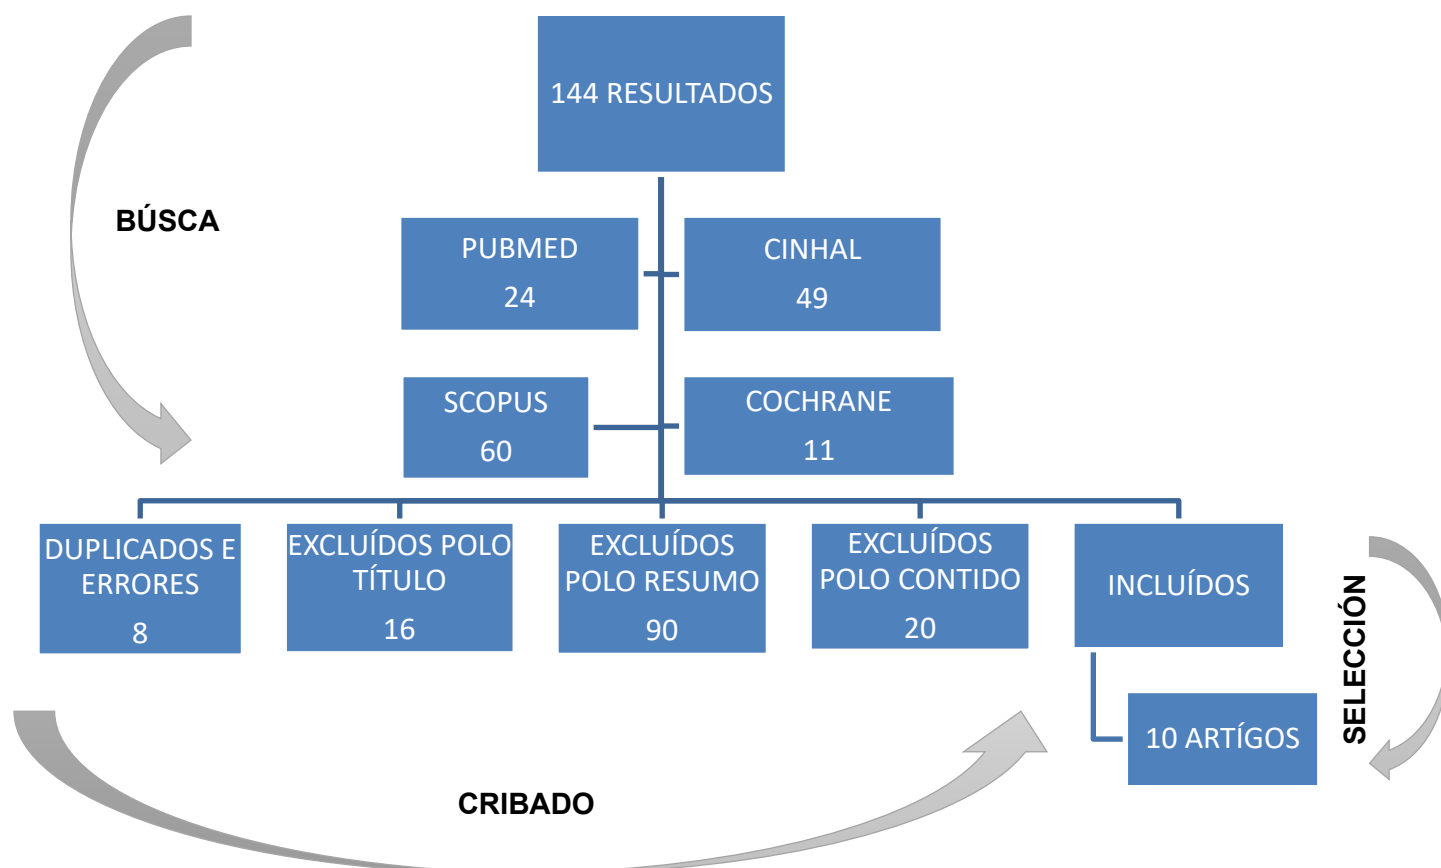 144 RESULTADOS
BÚSCA
PUBMED
24
CINHAL
49
SCOPUS
60
COCHRANE
11
DUPLICADOS E
ERRORES
8
EXCLUÍDOS POLO
TÍTULO
16
EXCLUÍDOS
POLO RESUMO
90
EXCLUÍDOS
POLO CONTIDO
20
INCLUÍDOS
SELECCIÓN
10 ARTÍGOS
CRIBADO